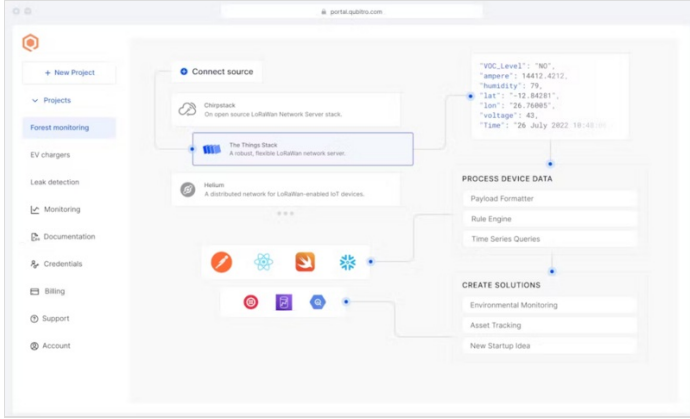 portal.qubitro.com
+ New Project
Projects
Forest monitoring
EV chargers
Leak detection
Monitoring
Documentation
Credentials
Billing
Support
Account
Connect source
Chirpstack
On open source LoRaWan Network Server stack.
The Things Stack
A robust, flexible LoRaWan network server.
Helium
A distributed network for LoRaWan-enabled IoT devices.
"VOC_Level": "NO",
"ampere": 14412.4212,
"humidity": 79,
"lat": "-12.84281",
"lon": "26.76005",
"voltage": 43,
"Time": "26 July 2022
PROCESS DEVICE DATA
Payload Formatter
Rule Engine
Time Series Queries
CREATE SOLUTIONS
Environmental Monitoring
Asset Tracking
New Startup Idea